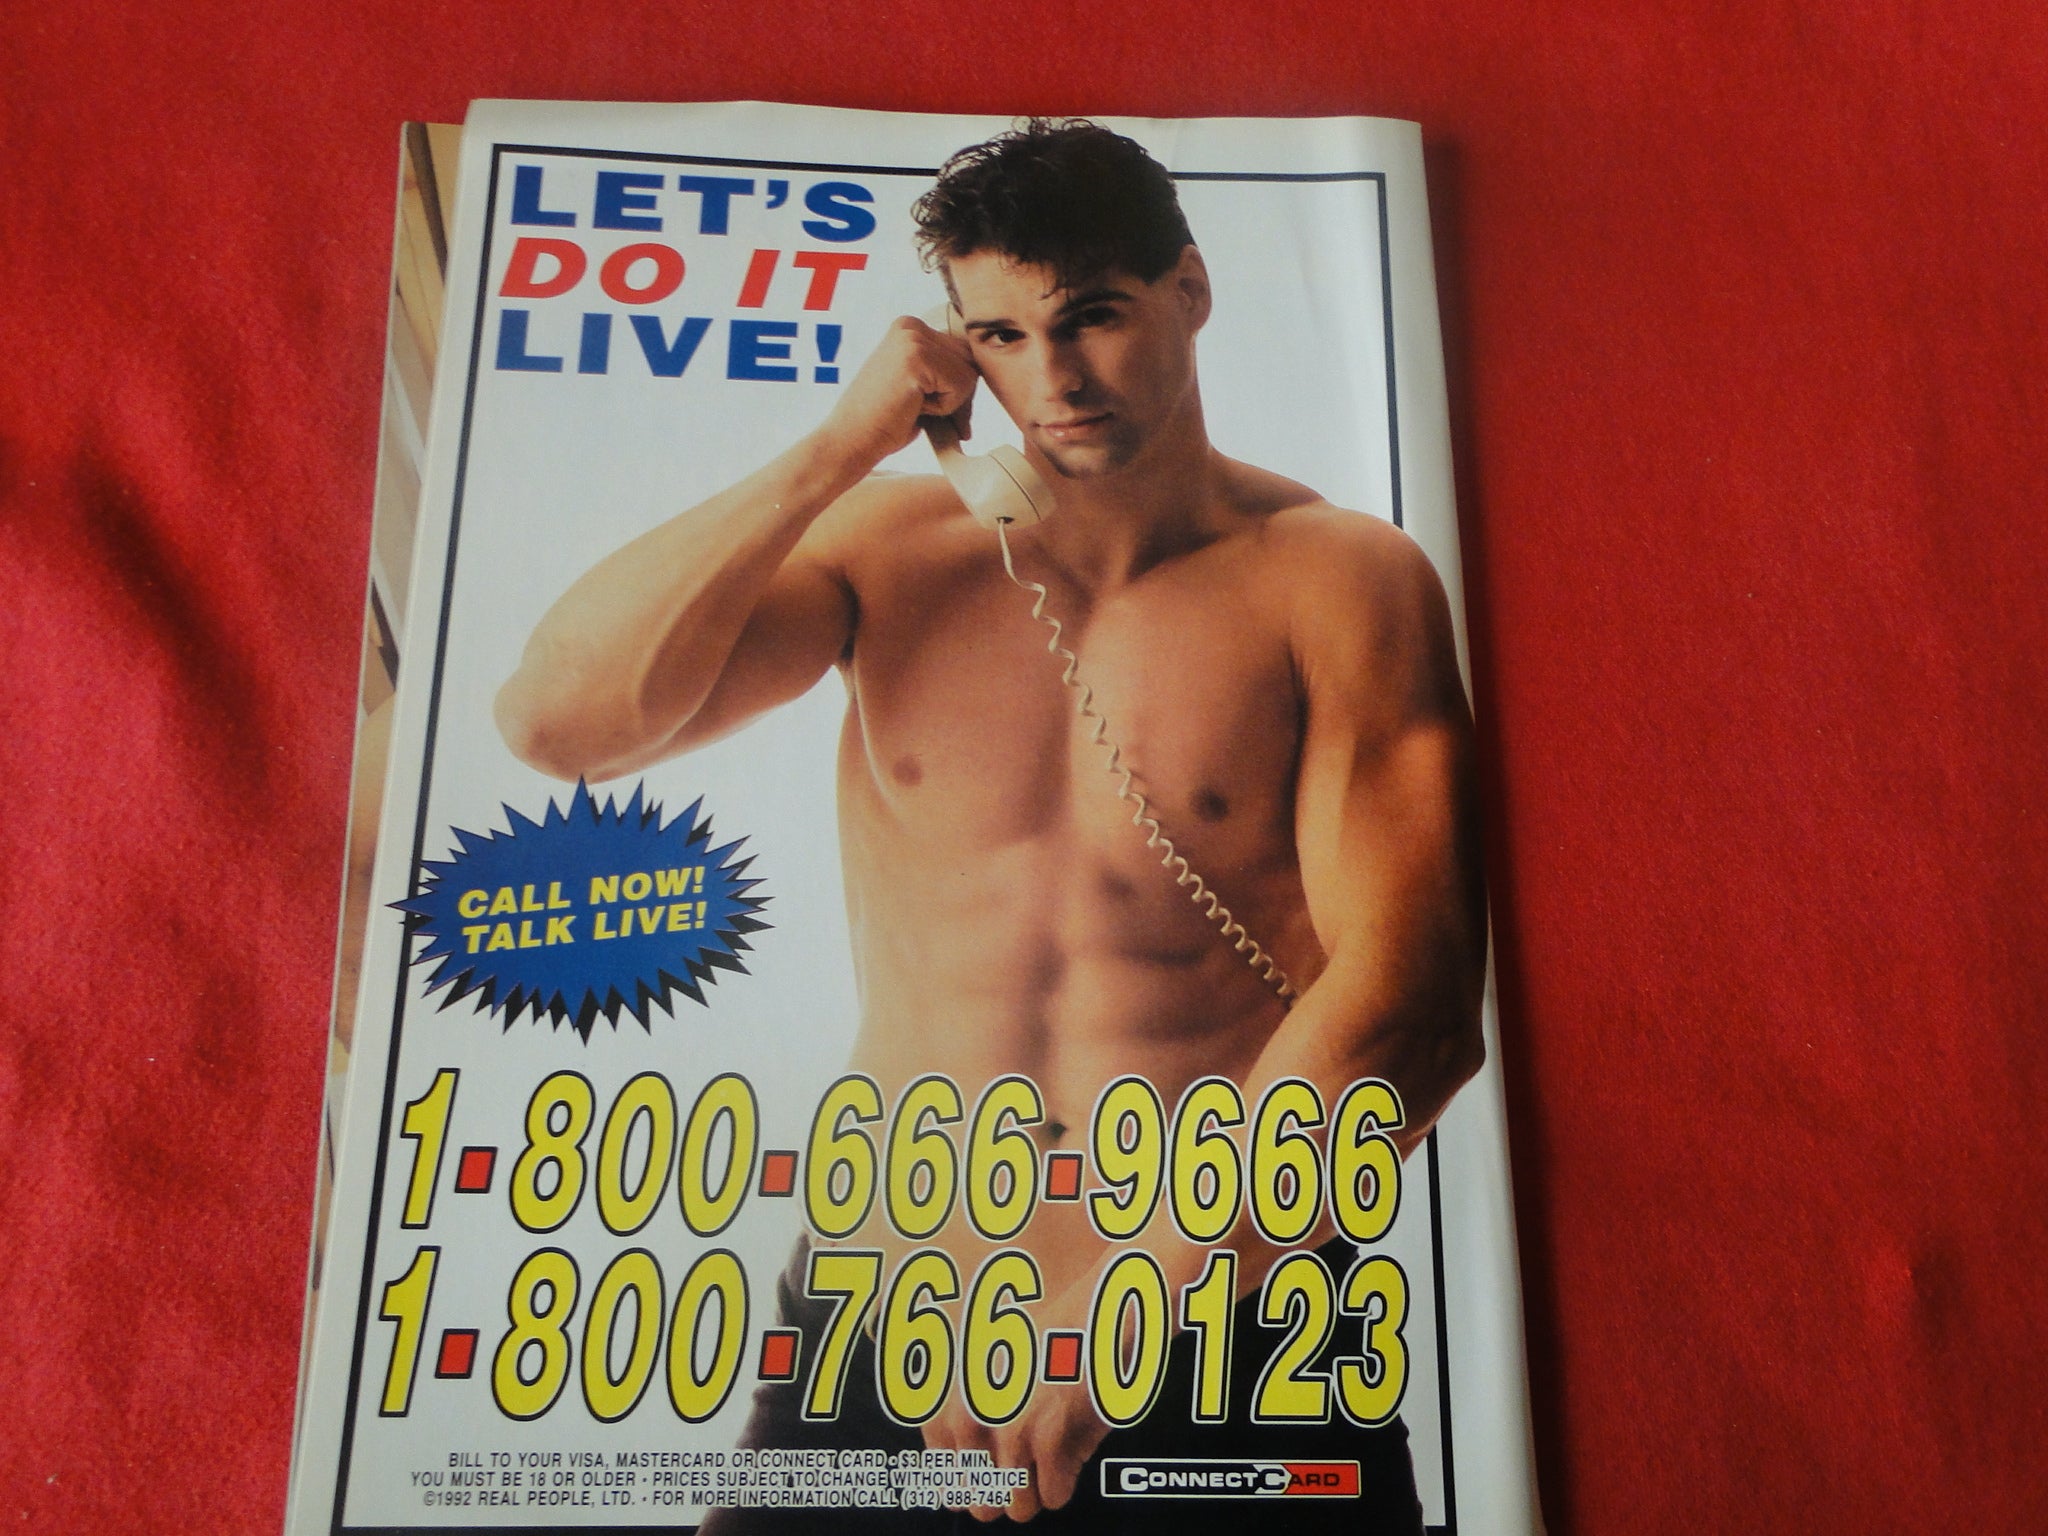 LET'S
DO IT
LIVE!
CALL NOW!
TALK LIVE!
1-800-666-9666
1-800-766-0123
BILL TO YOUR VISA, MASTERCARD OR CONNECT CARD • $3 PER MIN.
YOU MUST BE 18 OR OLDER • PRICES SUBJECT TO CHANGE WITHOUT NOTICE
©1992 REAL PEOPLE, LTD. • FOR MORE INFORMATION CALL (312) 988-7464
CONNECT CARD